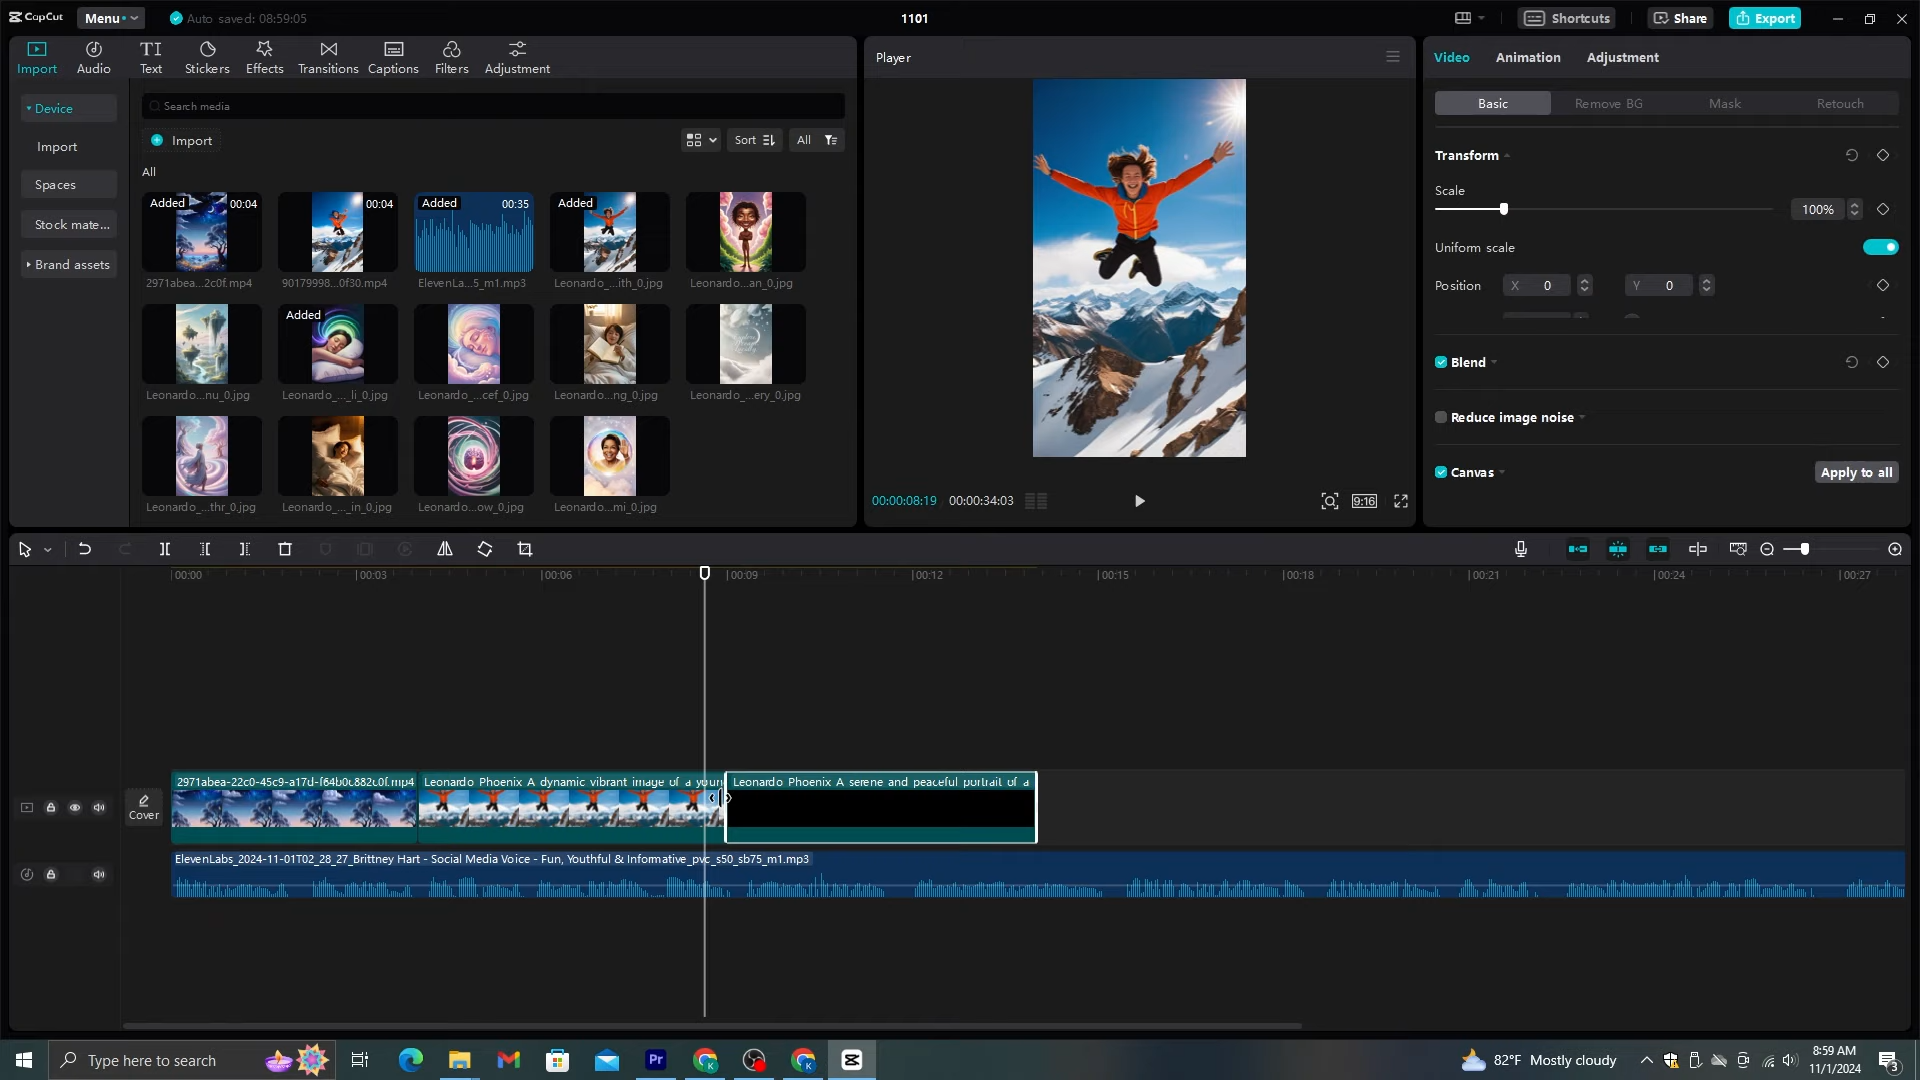 CapCut
Menu
Auto saved: 08:59:05
1101
Shortcuts
Share
Export
Import
Audio
TI
Text
Stickers
Effects
Transitions
Captions
Filters
Adjustment
Player
Video
Animation
Adjustment
Device
Import
Spaces
Stock mate...
Brand assets
Search media
Import
Sort
All
All
Added
00:04
2971abea...2c0f.mp4
00:04
90179998...0f30.mp4
Added
00:35
ElevenLa...5_m1.mp3
Added
Leonardo_...ith_0.jpg
Leonardo...an_0.jpg
Leonardo...nu_0.jpg
Added
Leonardo_..._li_0.jpg
Leonardo_...cef_0.jpg
Leonardo...ng_0.jpg
Leonardo_...ery_0.jpg
Leonardo_...thr_0.jpg
Leonardo_..._in_0.jpg
Leonardo...ow_0.jpg
Leonardo...mi_0.jpg
00:00:08:19
00:00:34:03
9:16
Basic
Remove BG
Mask
Retouch
Transform
Scale
100%
Uniform scale
Position
X 0
Y 0
Blend
Reduce image noise
Canvas
Apply to all
00:00
00:03
00:06
00:09
00:12
00:15
00:18
00:21
00:24
00:27
Cover
2971abea-22c0-45c9-a17d-f64b0c882c0f.mp4
Leonardo Phoenix A dynamic vibrant image of a youn
Leonardo Phoenix A serene and peaceful portrait of a
ElevenLabs_2024-11-01T02_28_27_Brittney Hart - Social Media Voice - Fun, Youthful & Informative_pvc_s50_sb75_m1.mp3
Type here to search
Pr
K
K
82°F Mostly cloudy
8:59 AM
11/1/2024
3